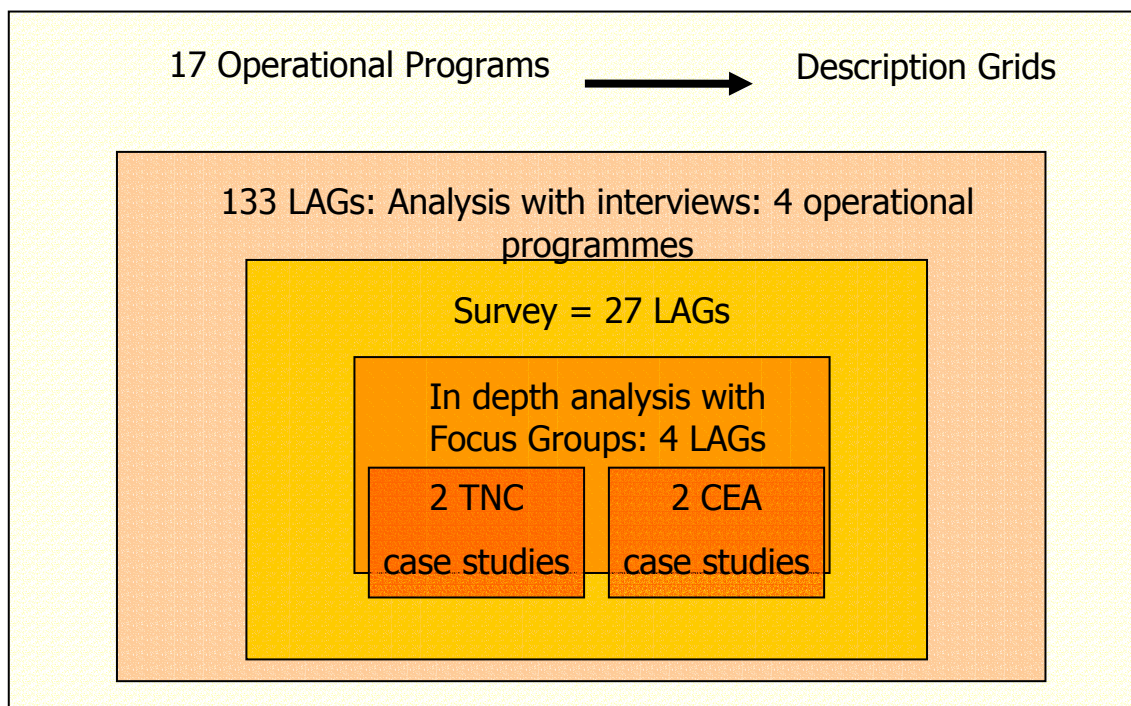 17 Operational Programs
Description Grids
133 LAGs: Analysis with interviews: 4 operational
programmes
Survey = 27 LAGs
In depth analysis with
Focus Groups: 4 LAGs
2 TNC
case studies
2 CEA
case studies